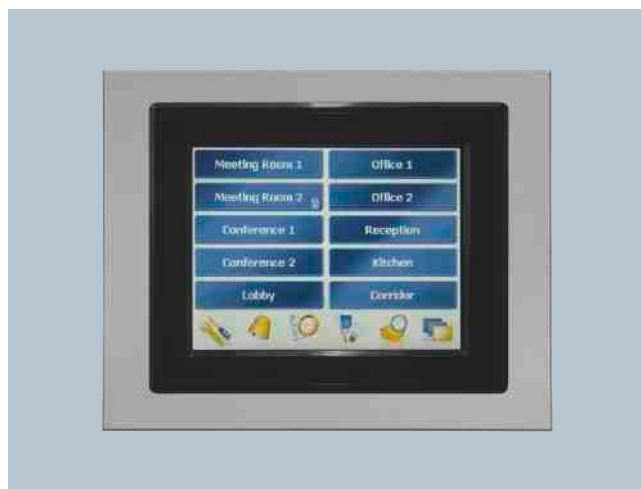 Meeting Room 1
Office 1
Meeting Room 2
Office 2
Conference 1
Reception
Conference 2
Kitchen
Lobby
Corridor